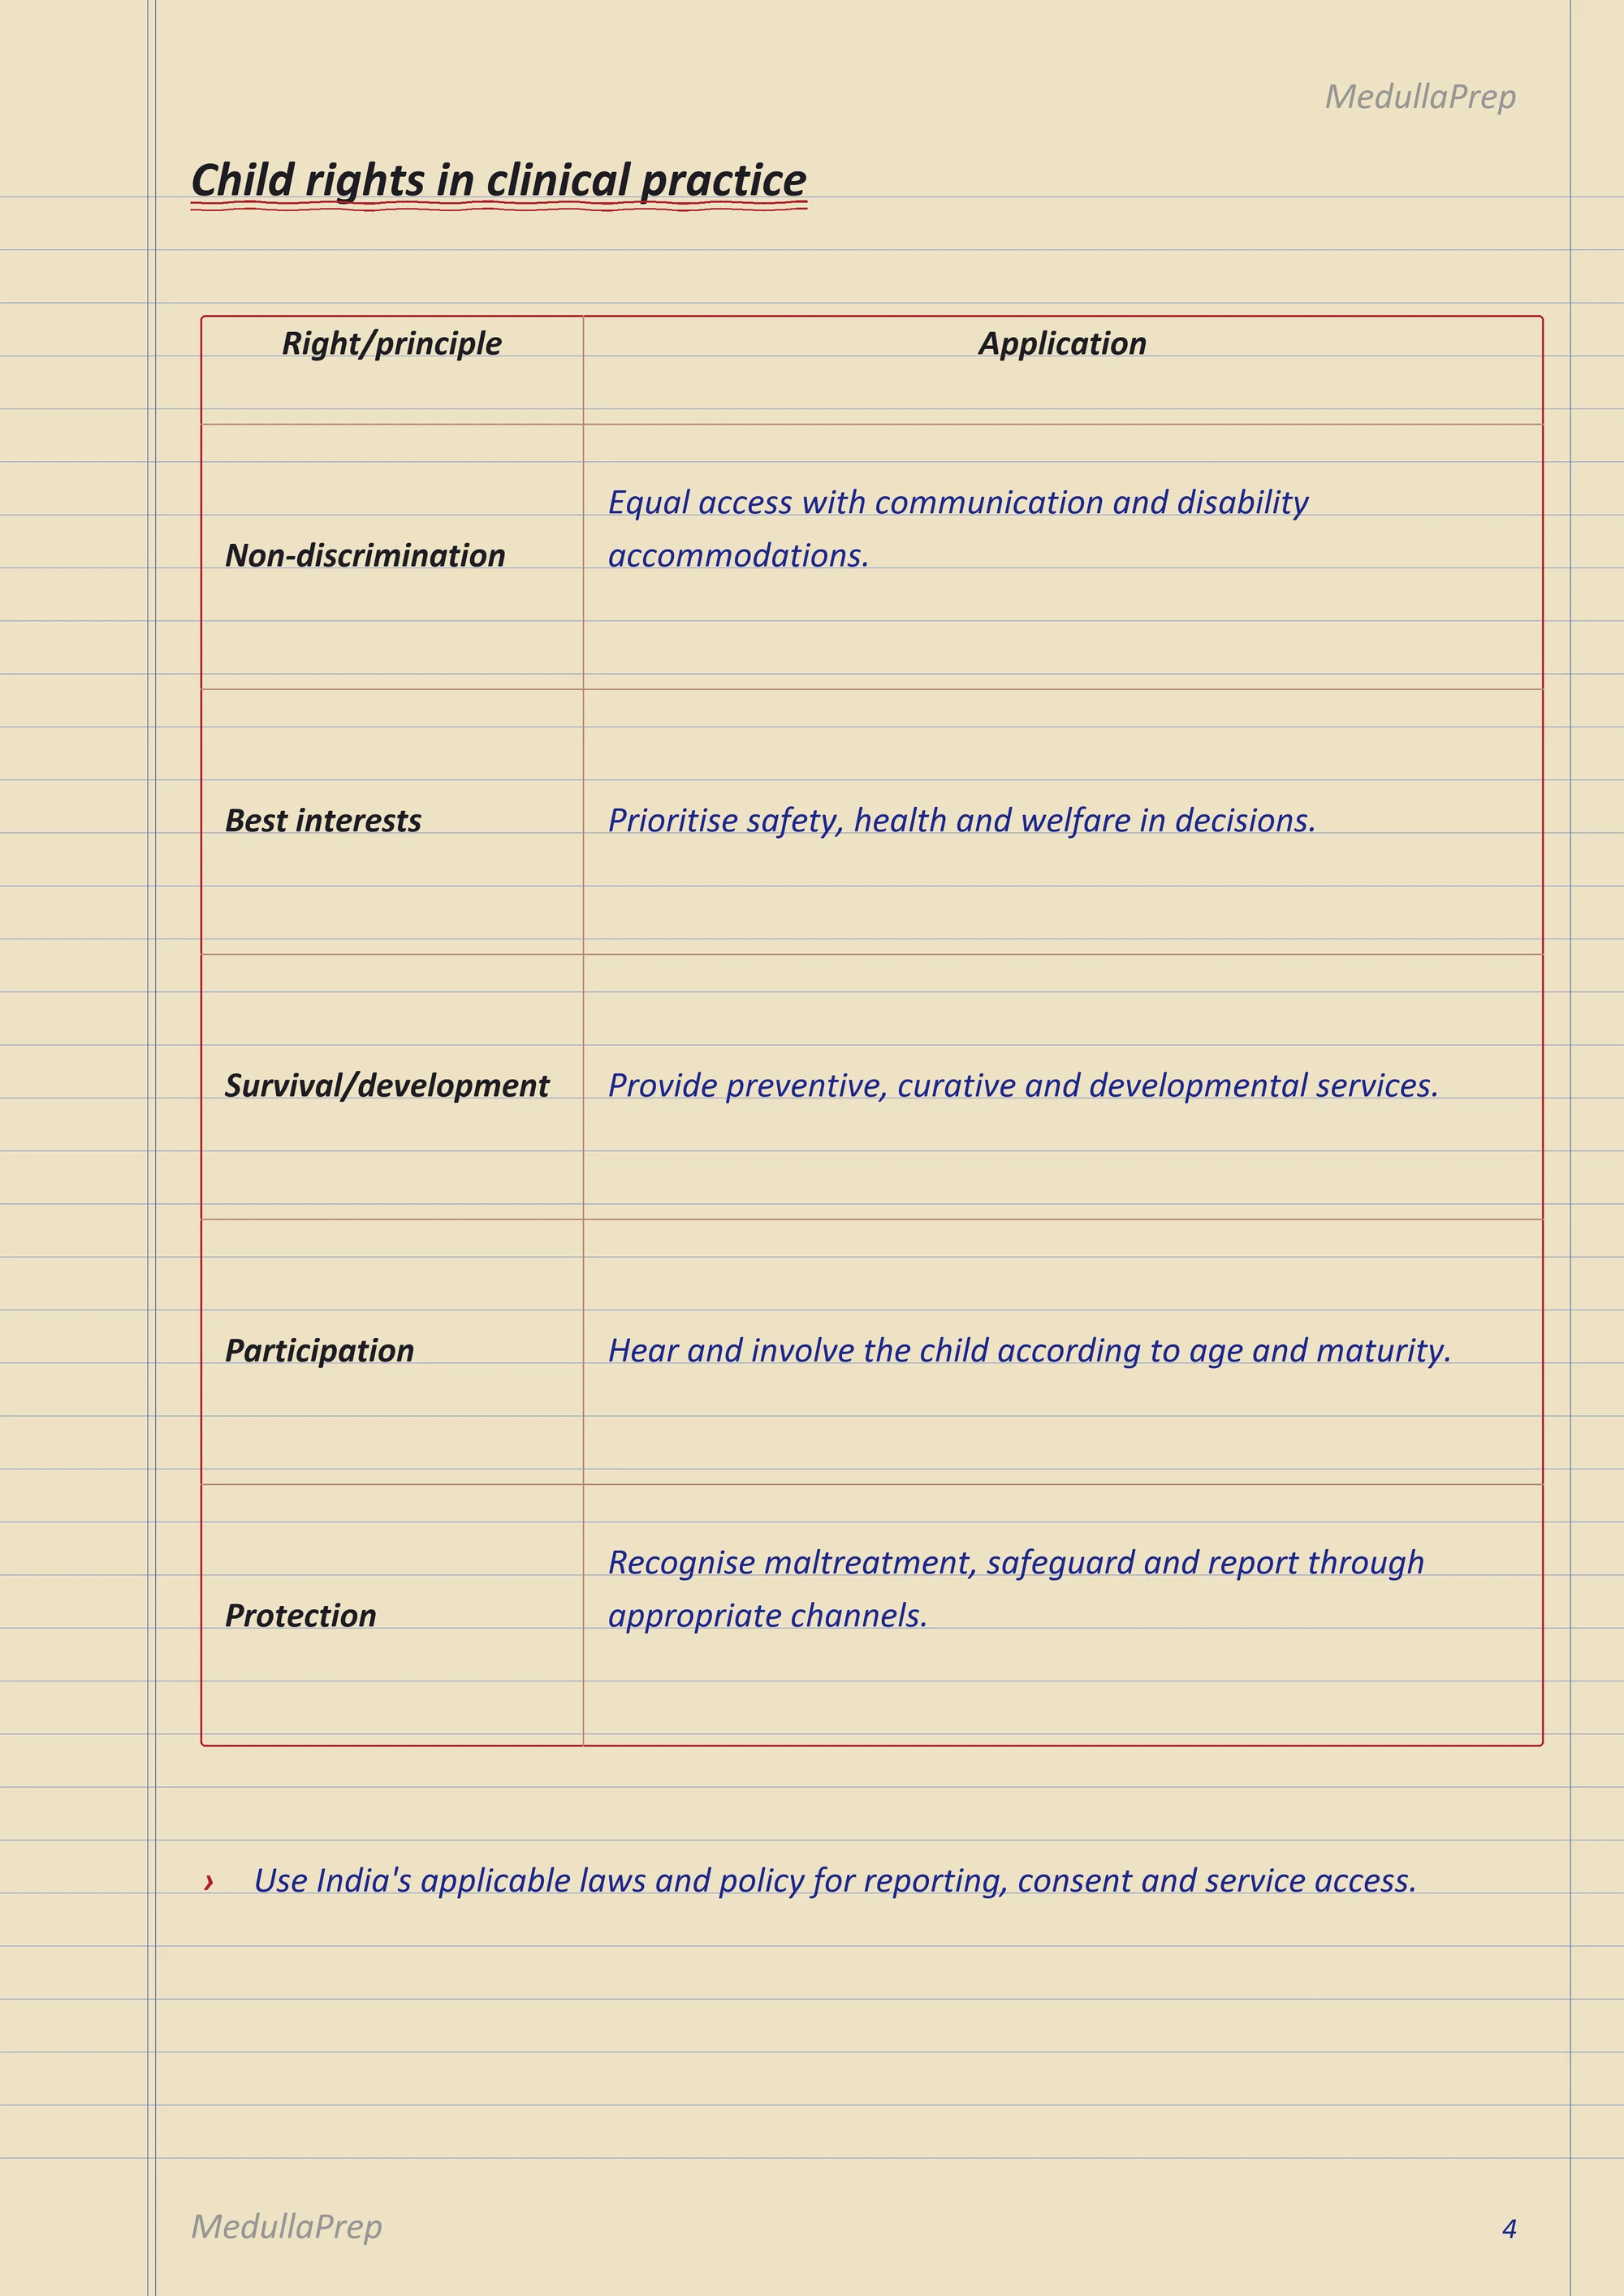 MedullaPrep
Child rights in clinical practice
Right/principle Application
Equal access with communication and disability
Non-discrimination accommodations.
Best interests Prioritise safety, health and welfare in decisions.
Survival/development Provide preventive, curative and developmental services.
Participation Hear and involve the child according to age and maturity.
Recognise maltreatment, safeguard and report through
Protection appropriate channels.
› Use India's applicable laws and policy for reporting, consent and service access.
MedullaPrep 4